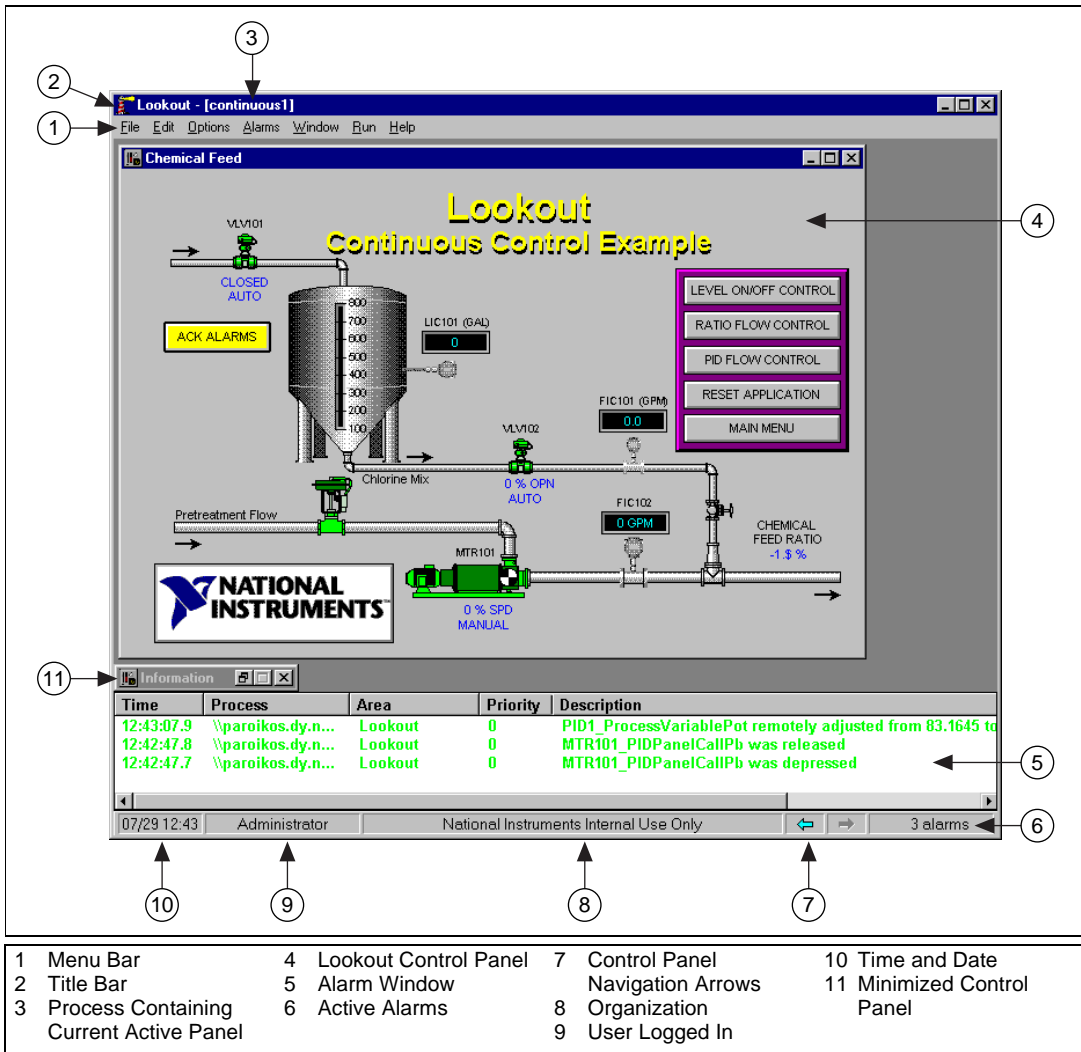 3
2
Lookout - [continuous1]
1
File Edit Options Alarms Window Run Help
Chemical Feed
Lookout
Continuous Control Example
4
VLV101
CLOSED
AUTO
ACK ALARMS
800
700
600
500
400
300
200
100
LIC101 (GAL)
0
LEVEL ON/OFF CONTROL
RATIO FLOW CONTROL
PID FLOW CONTROL
RESET APPLICATION
MAIN MENU
FIC101 (GPM)
0.0
VLV102
0 % OPN
AUTO
Chlorine Mix
Pretreatment Flow
FIC102
0 GPM
CHEMICAL
FEED RATIO
-1.$ %
MTR101
0 % SPD
MANUAL
NATIONAL
INSTRUMENTS™
11
Information
Time Process Area Priority Description
12:43:07.9 \\paroikos.dy.n... Lookout 0 PID1_ProcessVariablePot remotely adjusted from 83.1645 to
12:42:47.8 \\paroikos.dy.n... Lookout 0 MTR101_PIDPanelCallPb was released
12:42:47.7 \\paroikos.dy.n... Lookout 0 MTR101_PIDPanelCallPb was depressed
5
07/29 12:43 Administrator National Instruments Internal Use Only 3 alarms
6
10
9
8
7
1 Menu Bar
2 Title Bar
3 Process Containing
Current Active Panel
4 Lookout Control Panel
5 Alarm Window
6 Active Alarms
7 Control Panel
Navigation Arrows
8 Organization
9 User Logged In
10 Time and Date
11 Minimized Control
Panel